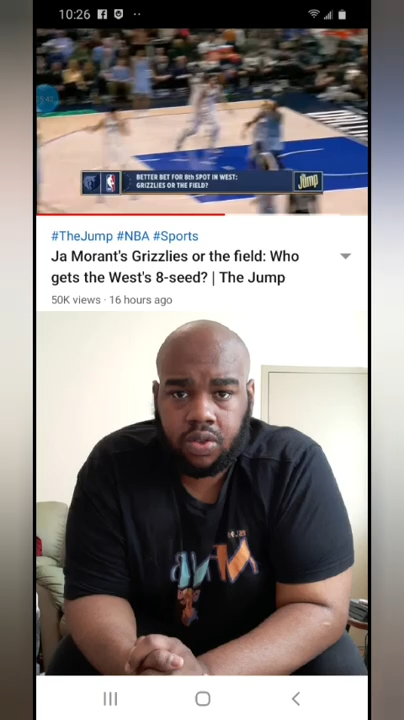 10:26
BETTER BET FOR 8th SPOT IN WEST:
GRIZZLIES OR THE FIELD?
NBA
Jump
#TheJump #NBA #Sports
Ja Morant's Grizzlies or the field: Who
gets the West's 8-seed? | The Jump
50K views · 16 hours ago